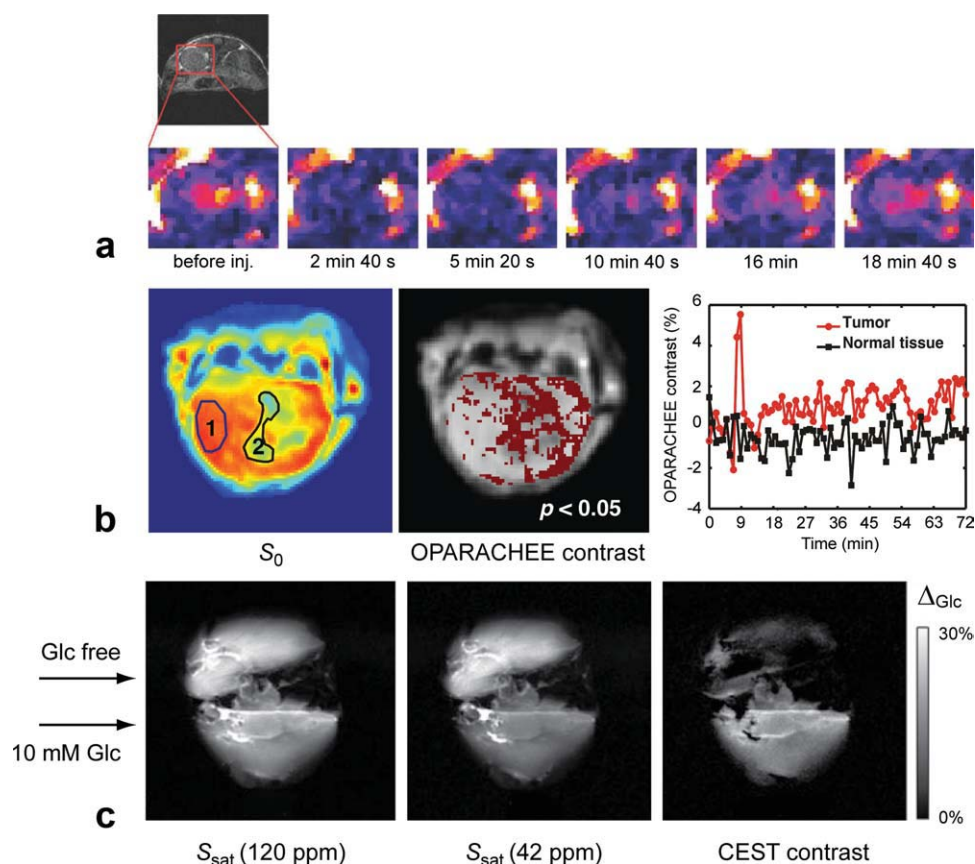 a
before inj.
2 min 40 s
5 min 20 s
10 min 40 s
16 min
18 min 40 s
b
1
2
S0
p < 0.05
OPARACHEE contrast
OPARACHEE contrast (%)
6
4
2
0
-2
-4
Tumor
Normal tissue
0 9 18 27 36 45 54 63 72
Time (min)
c
Glc free
10 mM Glc
Ssat (120 ppm)
Ssat (42 ppm)
CEST contrast
ΔGlc
30%
0%